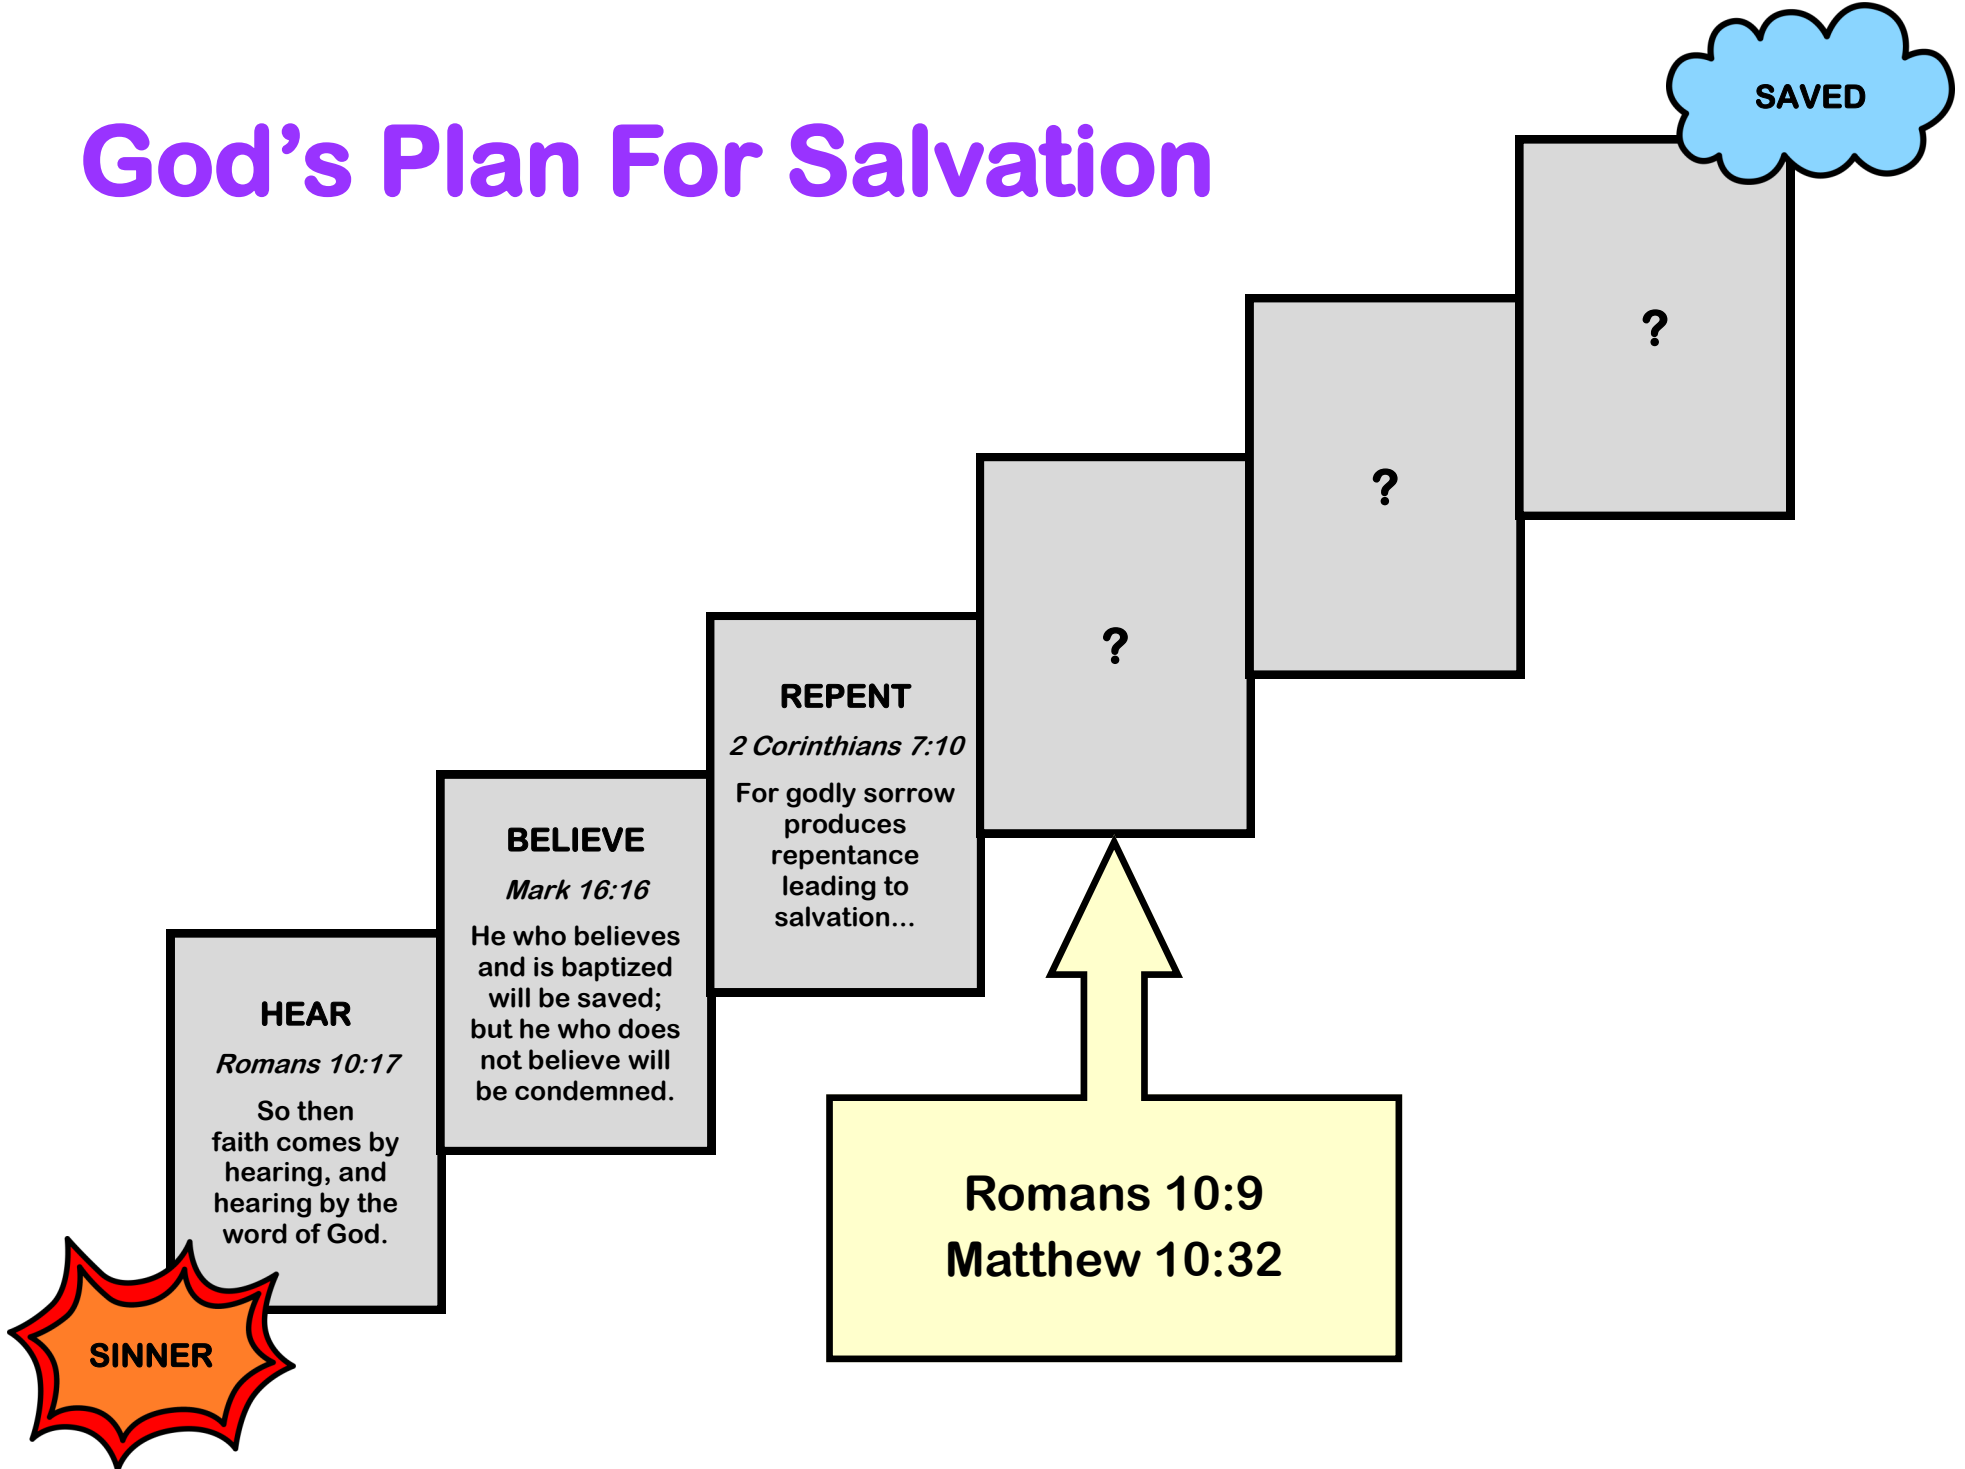 God’s Plan For Salvation
SAVED
?
?
?
REPENT
2 Corinthians 7:10
For godly sorrow
produces
repentance
leading to
salvation...
BELIEVE
Mark 16:16
He who believes
and is baptized
will be saved;
but he who does
not believe will
be condemned.
HEAR
Romans 10:17
So then
faith comes by
hearing, and
hearing by the
word of God.
SINNER
Romans 10:9
Matthew 10:32